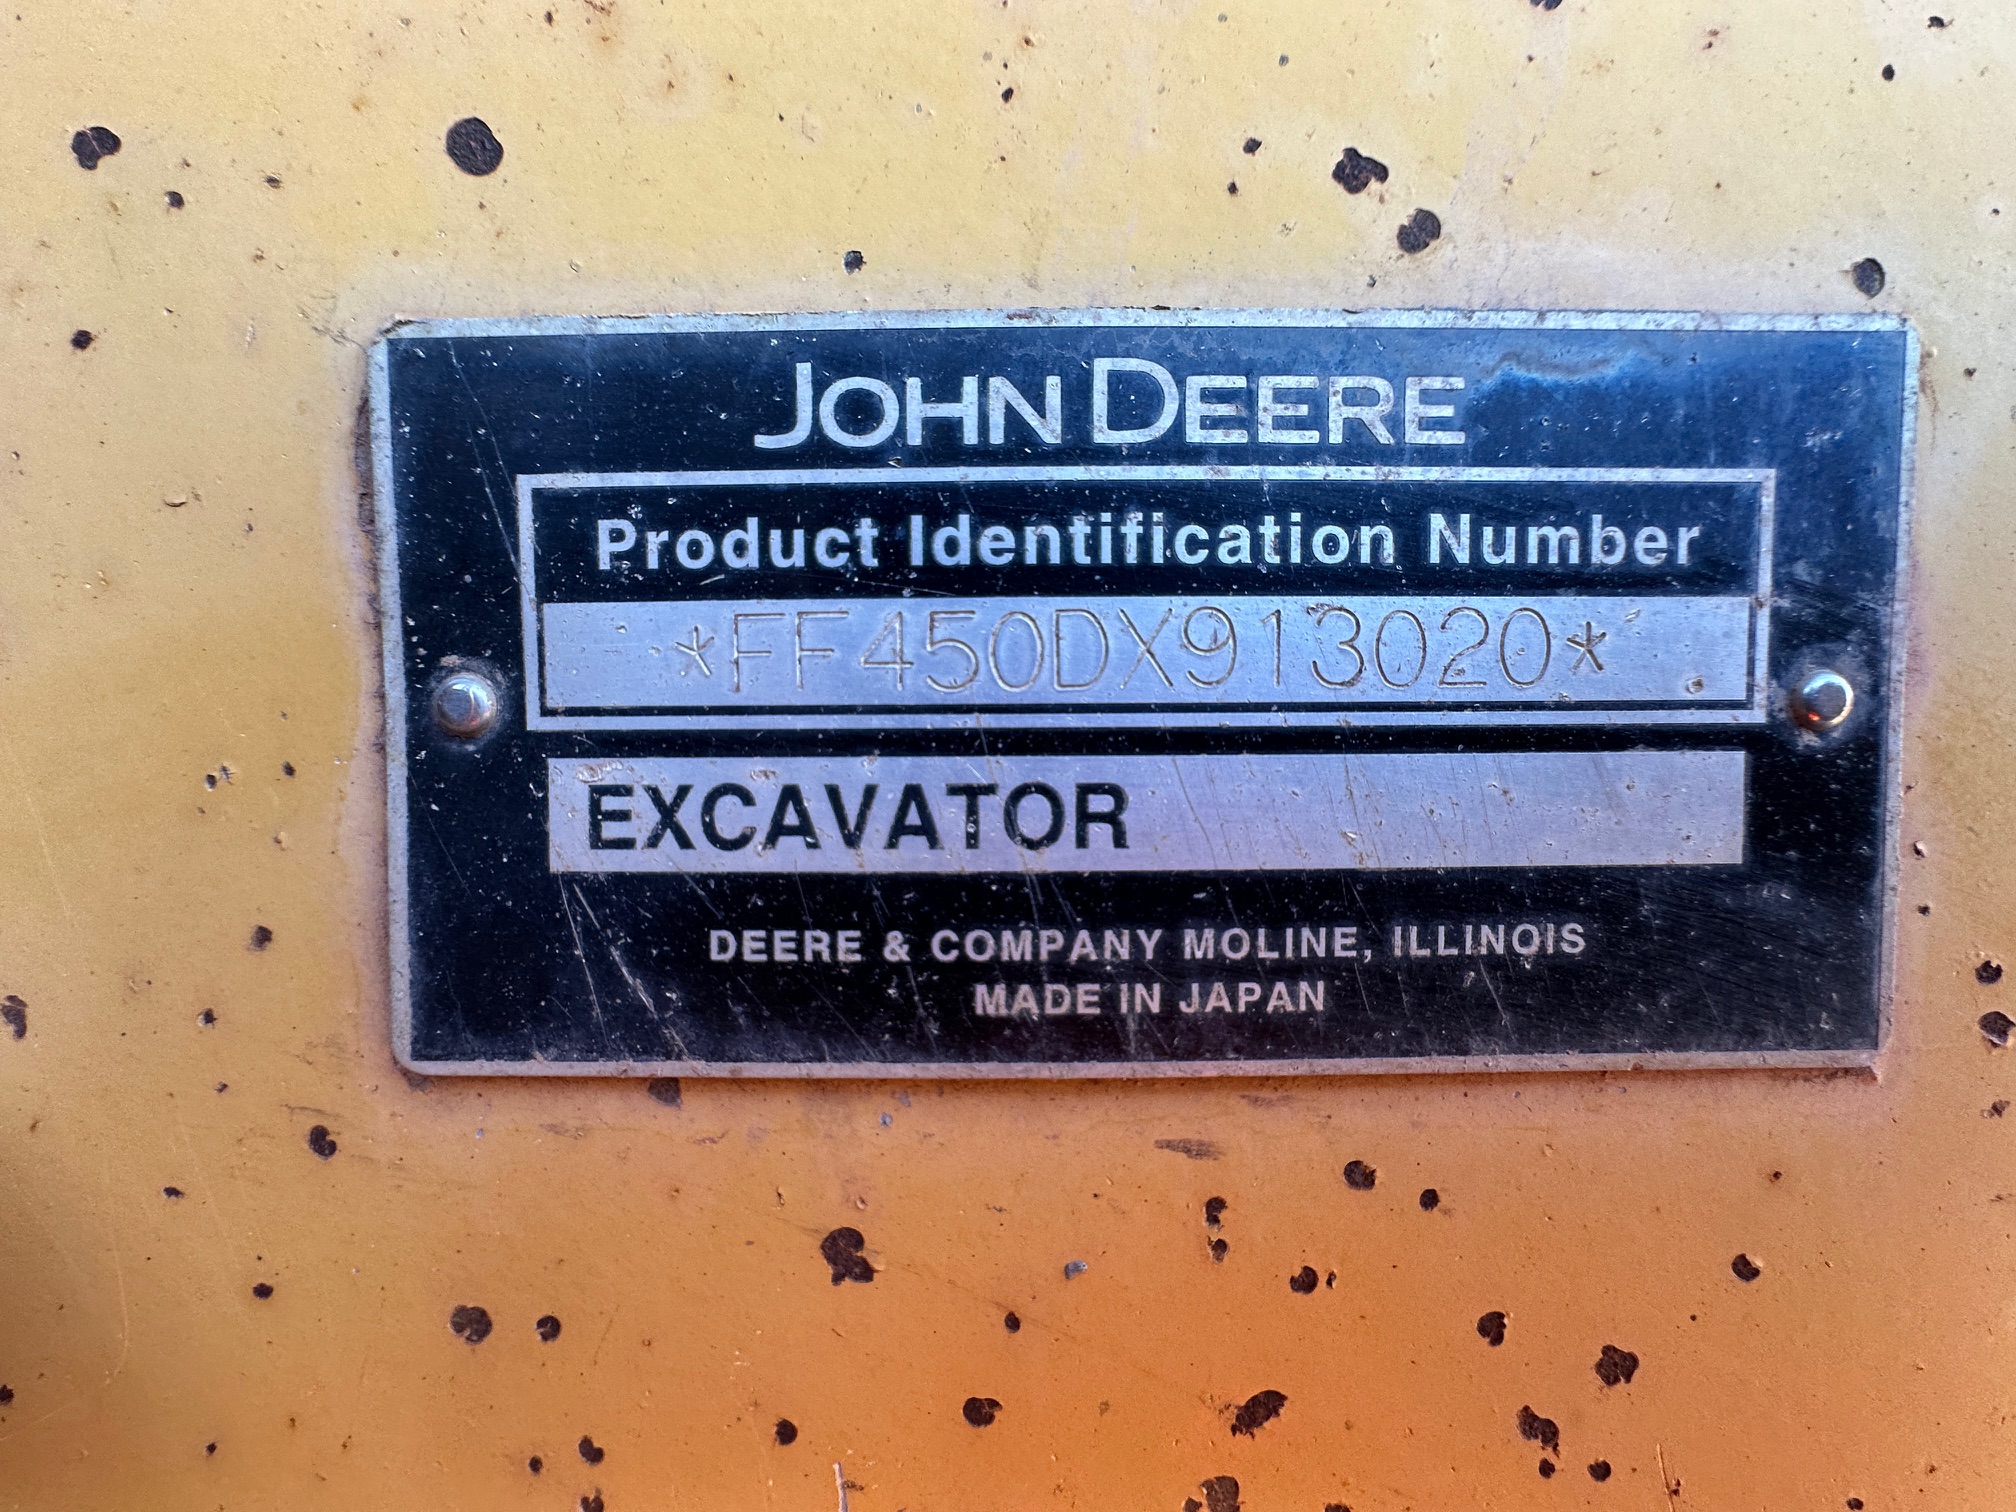 JOHN DEERE
Product Identification Number
*FF450DX913020*
EXCAVATOR
DEERE & COMPANY MOLINE, ILLINOIS
MADE IN JAPAN